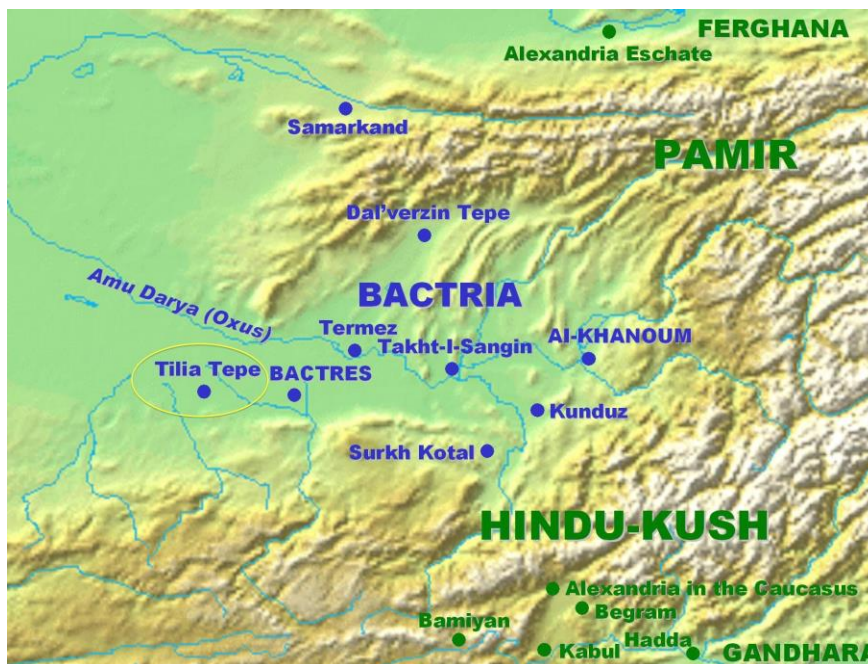 FERGHANA
Alexandria Eschate
Samarkand
PAMIR
Dal'verzin Tepe
BACTRIA
Amu Darya (Oxus)
Termez
AI-KHANOUM
Takht-I-Sangin
Tilia Tepe
BACTRES
Kunduz
Surkh Kotal
HINDU-KUSH
Alexandria in the Caucasus
Begram
Bamiyan
Hadda
Kabul
GANDHARA